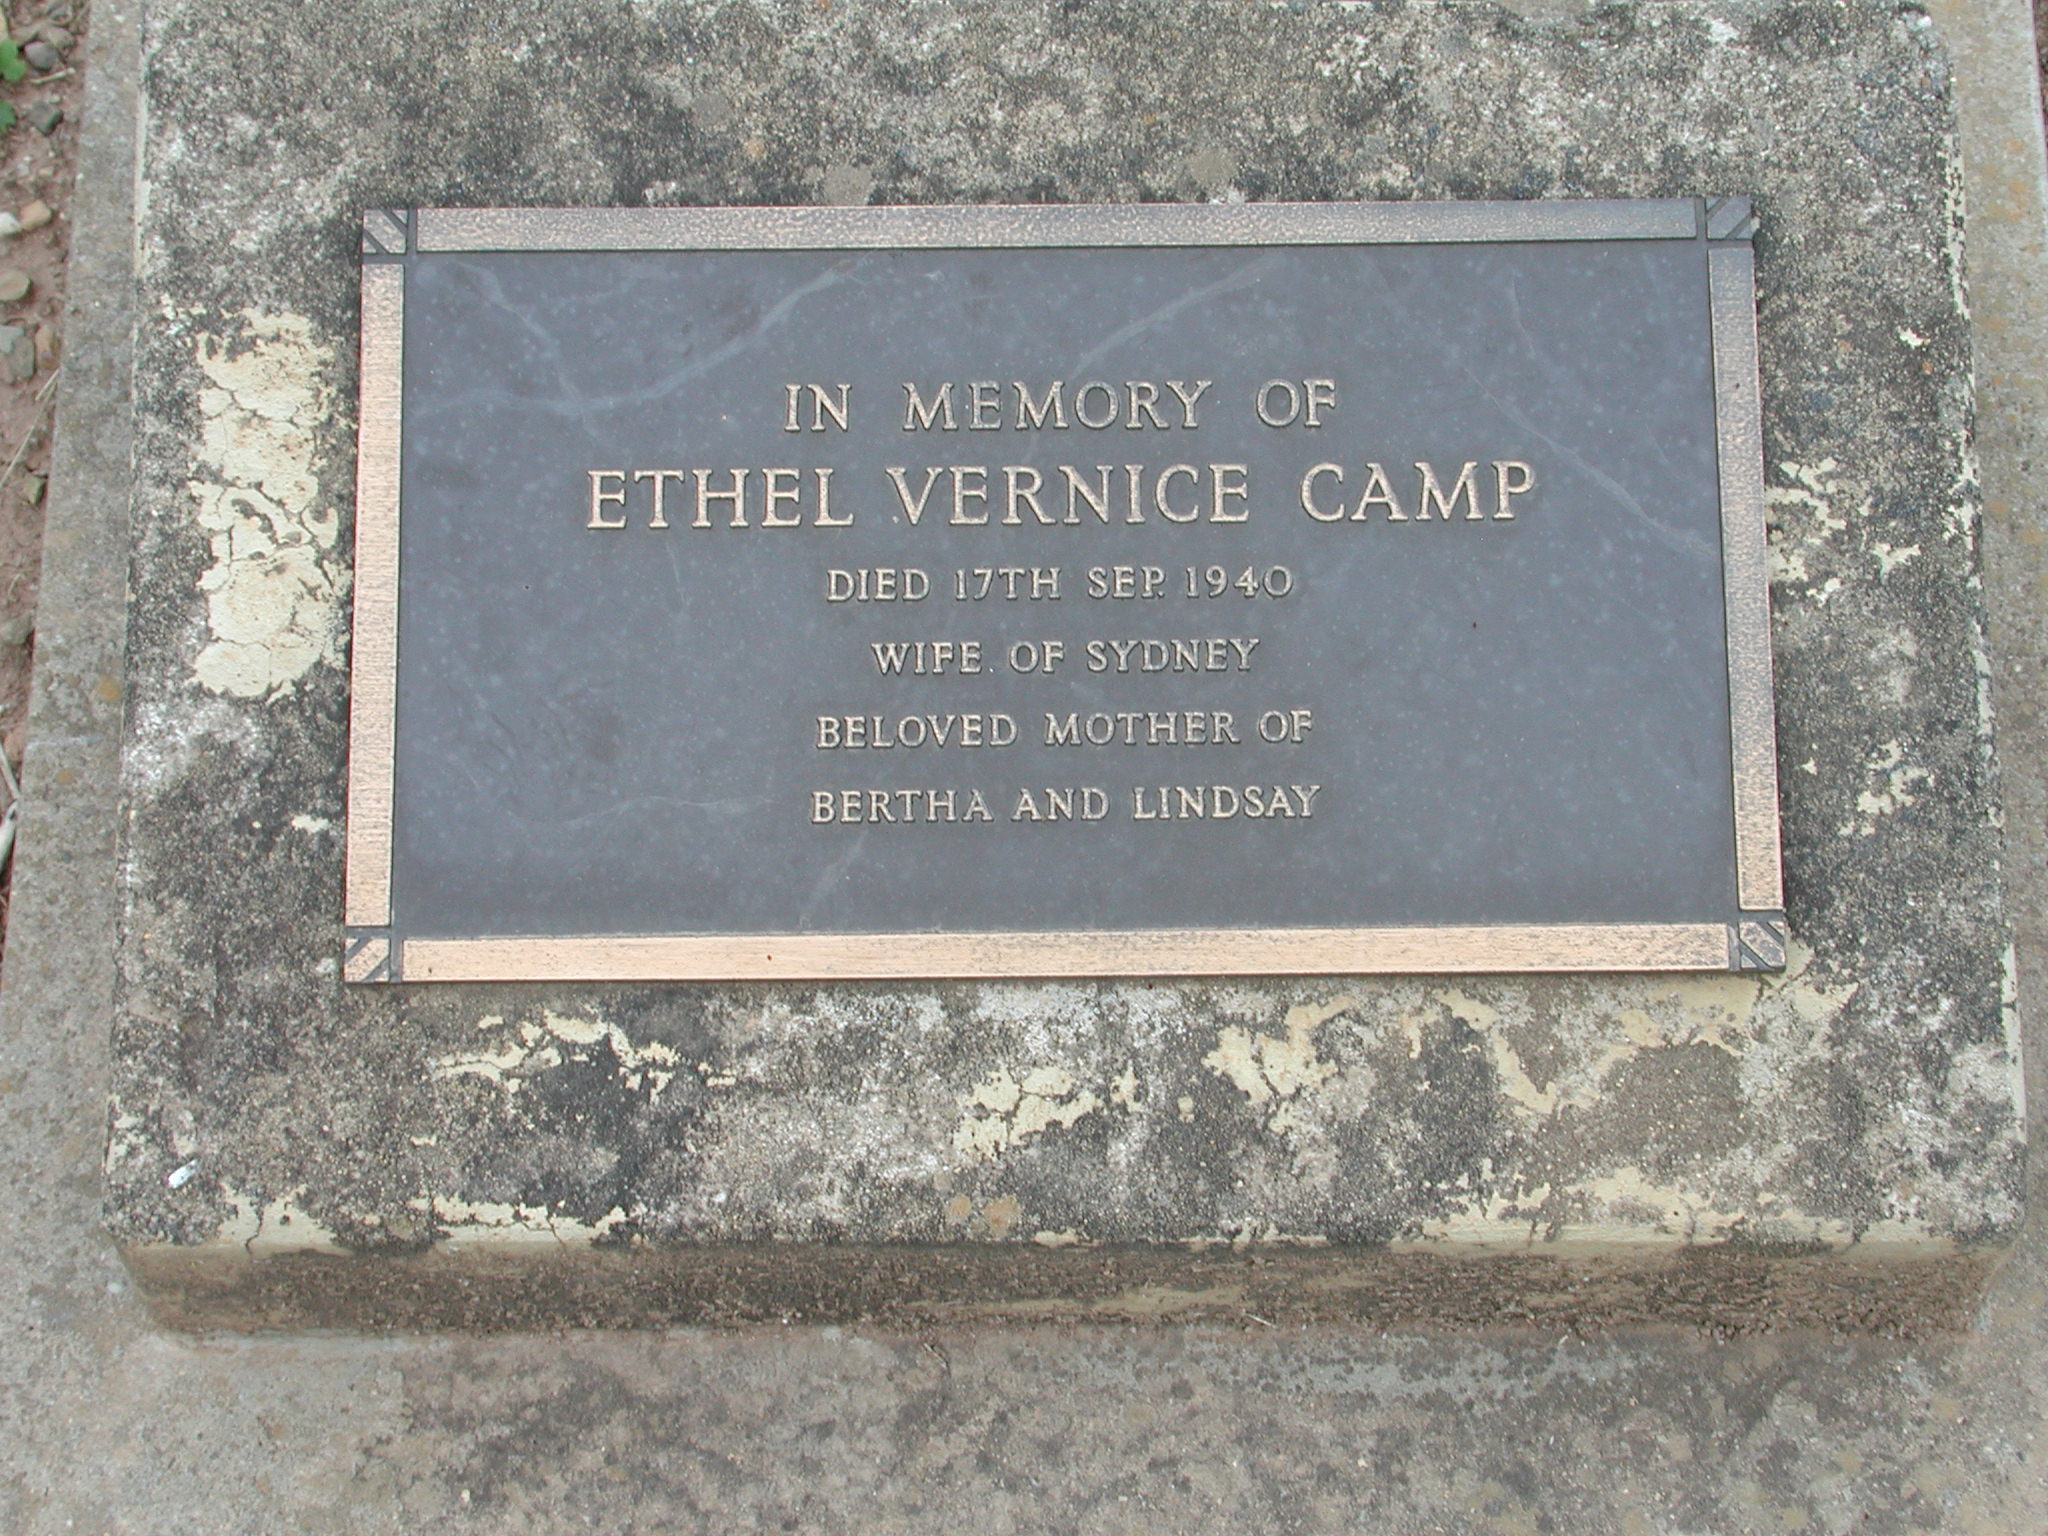 IN MEMORY OF
ETHEL VERNICE CAMP
DIED 17TH SEP. 1940
WIFE OF SYDNEY
BELOVED MOTHER OF
BERTHA AND LINDSAY